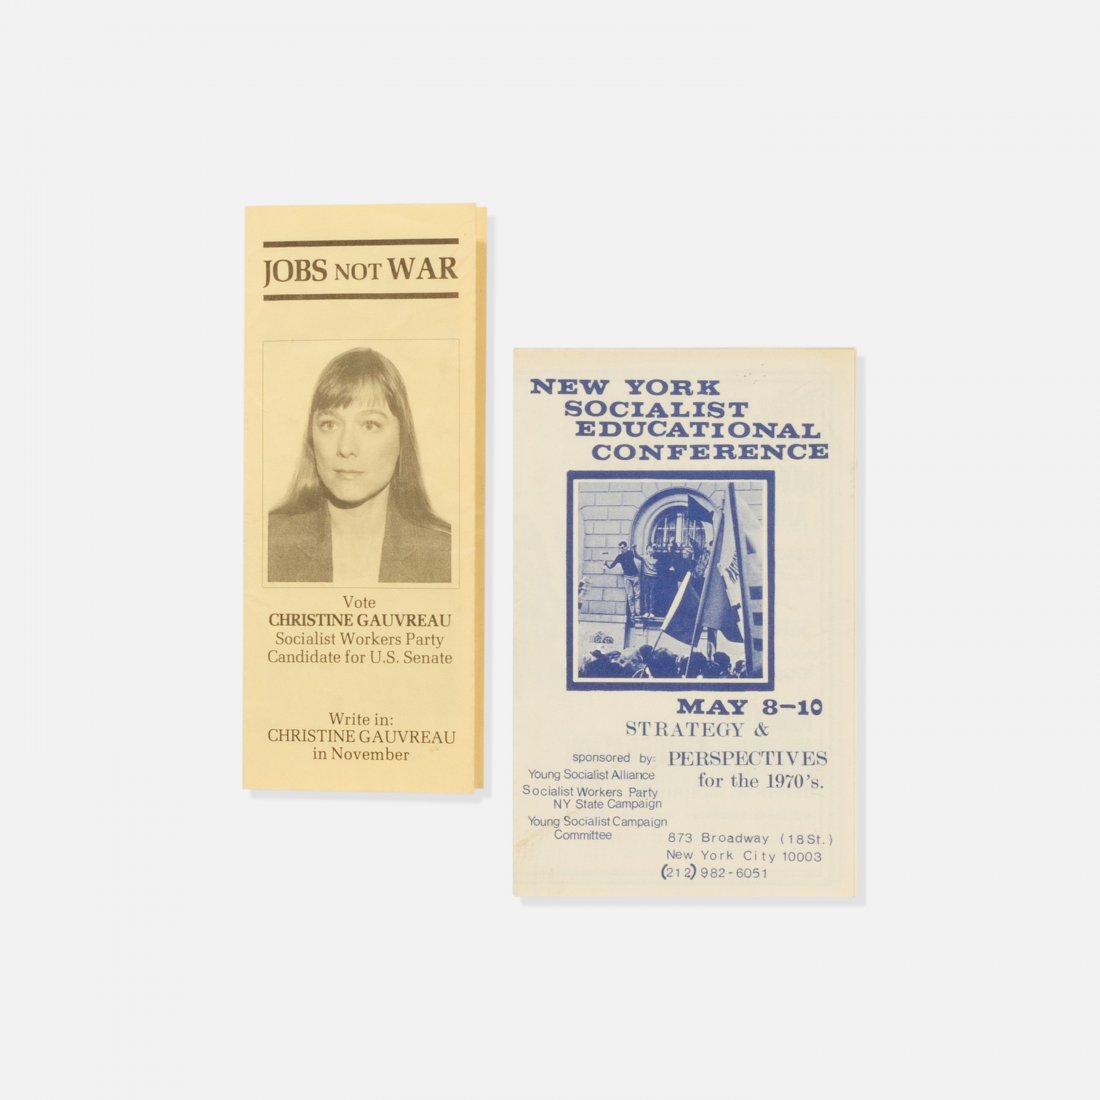 JOBS NOT WAR
Vote
CHRISTINE GAUVREAU
Socialist Workers Party
Candidate for U.S. Senate
Write in:
CHRISTINE GAUVREAU
in November
NEW YORK
SOCIALIST
EDUCATIONAL
CONFERENCE
MAY 8-10
STRATEGY &
PERSPECTIVES
for the 1970's.
sponsored by:
Young Socialist Alliance
Socialist Workers Party
NY State Campaign
Young Socialist Campaign
Committee
873 Broadway (18St.)
New York City 10003
(212) 982-6051